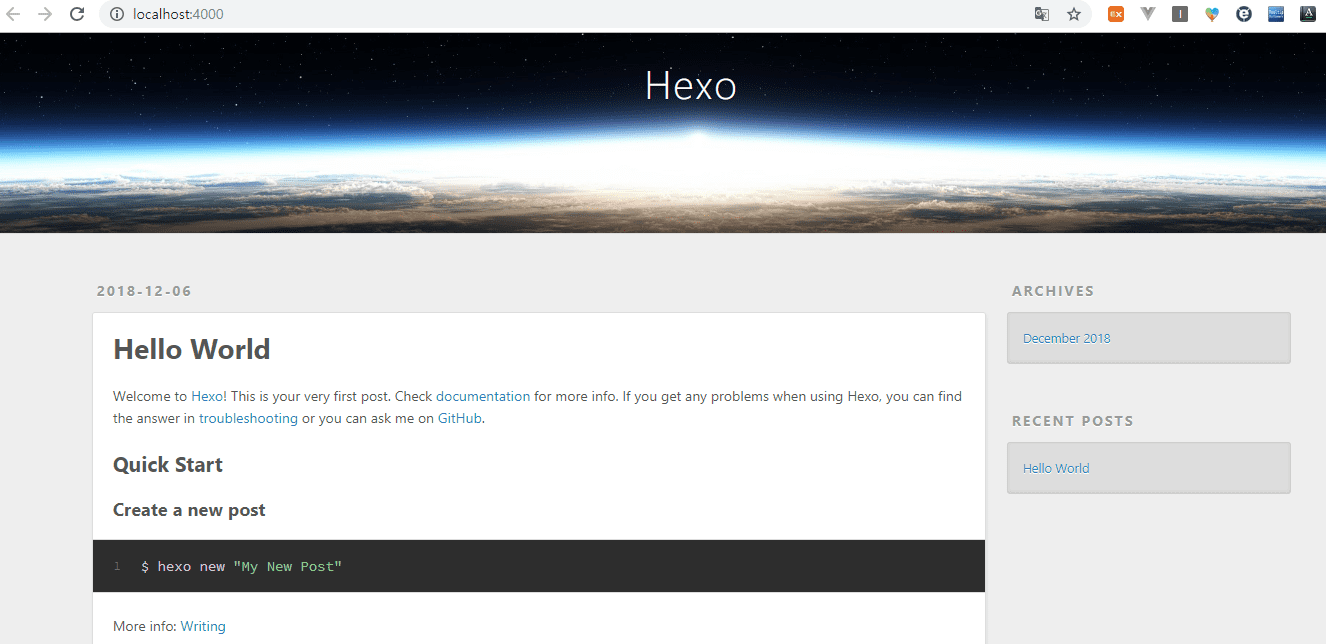 localhost:4000
Hexo
2018-12-06
Hello World
Welcome to Hexo! This is your very first post. Check documentation for more info. If you get any problems when using Hexo, you can find
the answer in troubleshooting or you can ask me on GitHub.
Quick Start
Create a new post
1 $ hexo new "My New Post"
More info: Writing
ARCHIVES
December 2018
RECENT POSTS
Hello World